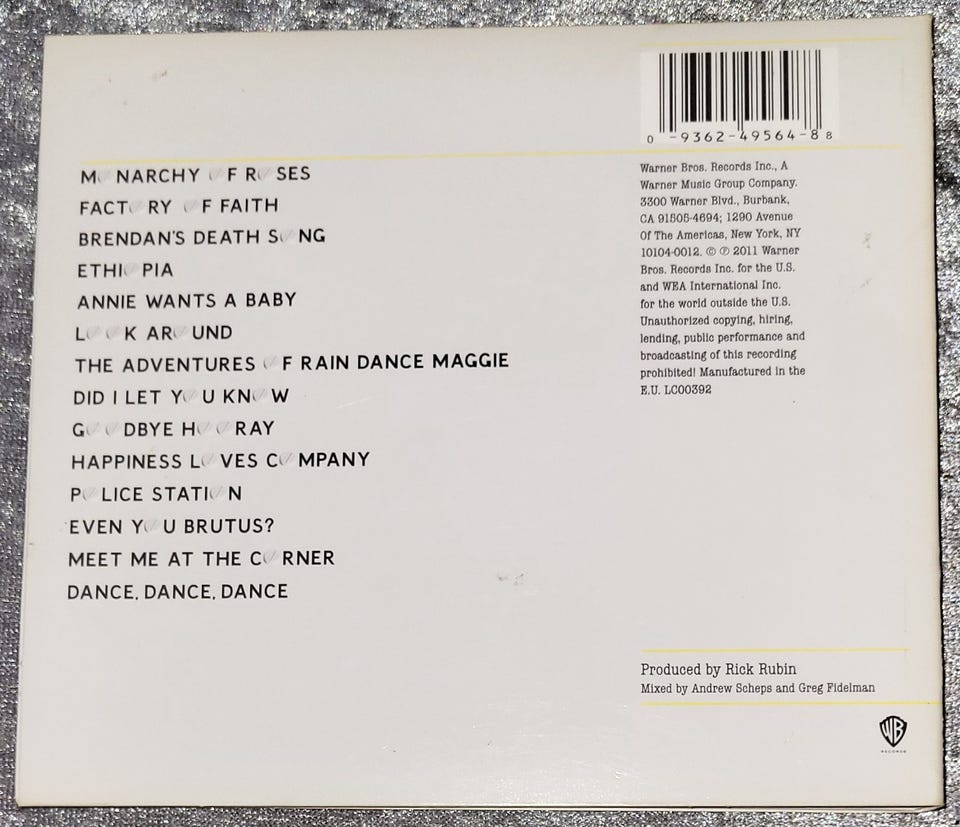 0 -9362-49564-8 8
MONARCHY OF ROSES
FACTORY OF FAITH
BRENDAN'S DEATH SONG
ETHIOPIA
ANNIE WANTS A BABY
LOOK AROUND
THE ADVENTURES OF RAIN DANCE MAGGIE
DID I LET YOU KNOW
GOODBYE HOORAY
HAPPINESS LOVES COMPANY
POLICE STATION
EVEN YOU BRUTUS?
MEET ME AT THE CORNER
DANCE, DANCE, DANCE
Warner Bros. Records Inc., A
Warner Music Group Company.
3300 Warner Blvd., Burbank,
CA 91505-4694; 1290 Avenue
Of The Americas, New York, NY
10104-0012. © ℗ 2011 Warner
Bros. Records Inc. for the U.S.
and WEA International Inc.
for the world outside the U.S.
Unauthorized copying, hiring,
lending, public performance and
broadcasting of this recording
prohibited! Manufactured in the
E.U. LC00392
Produced by Rick Rubin
Mixed by Andrew Scheps and Greg Fidelman
WB
RECORDS